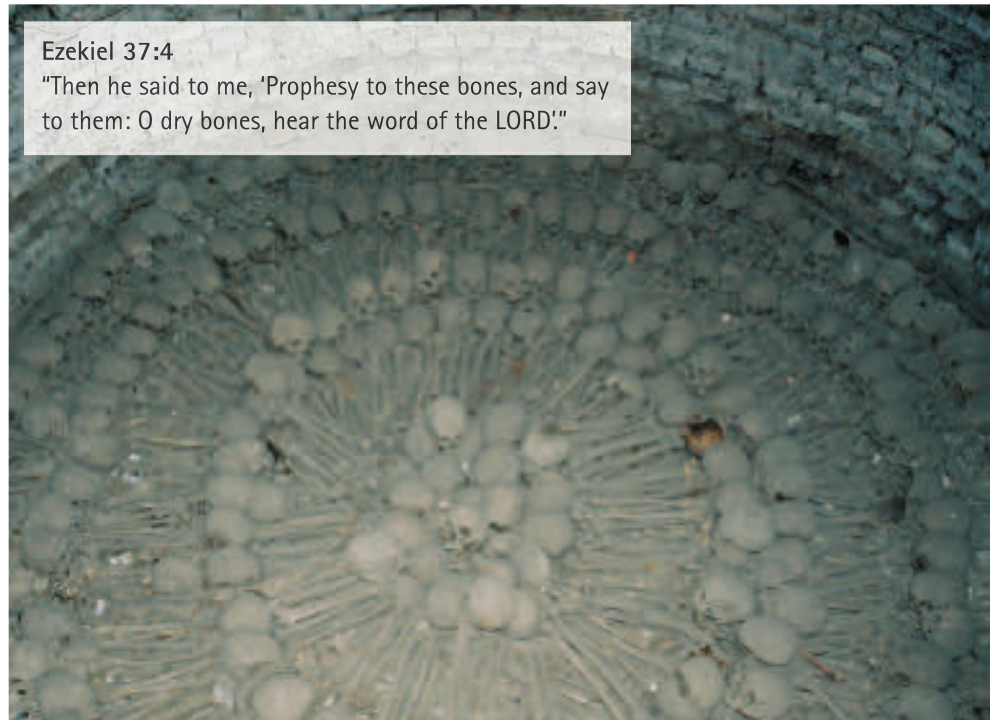 Ezekiel 37:4
“Then he said to me, ‘Prophesy to these bones, and say
to them: O dry bones, hear the word of the LORD’.”